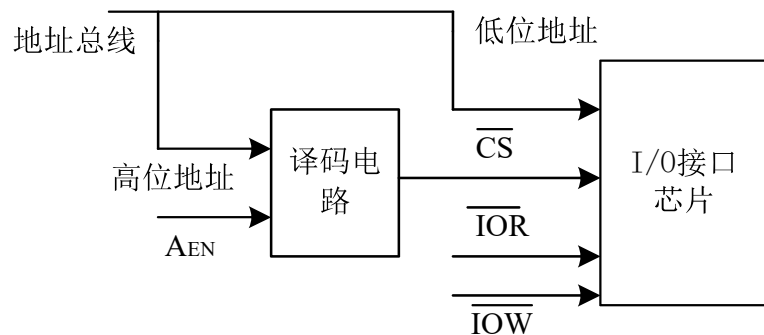 地址总线
低位地址
高位地址
AEN
译码电
路
CS
IOR
IOW
I/O接口
芯片